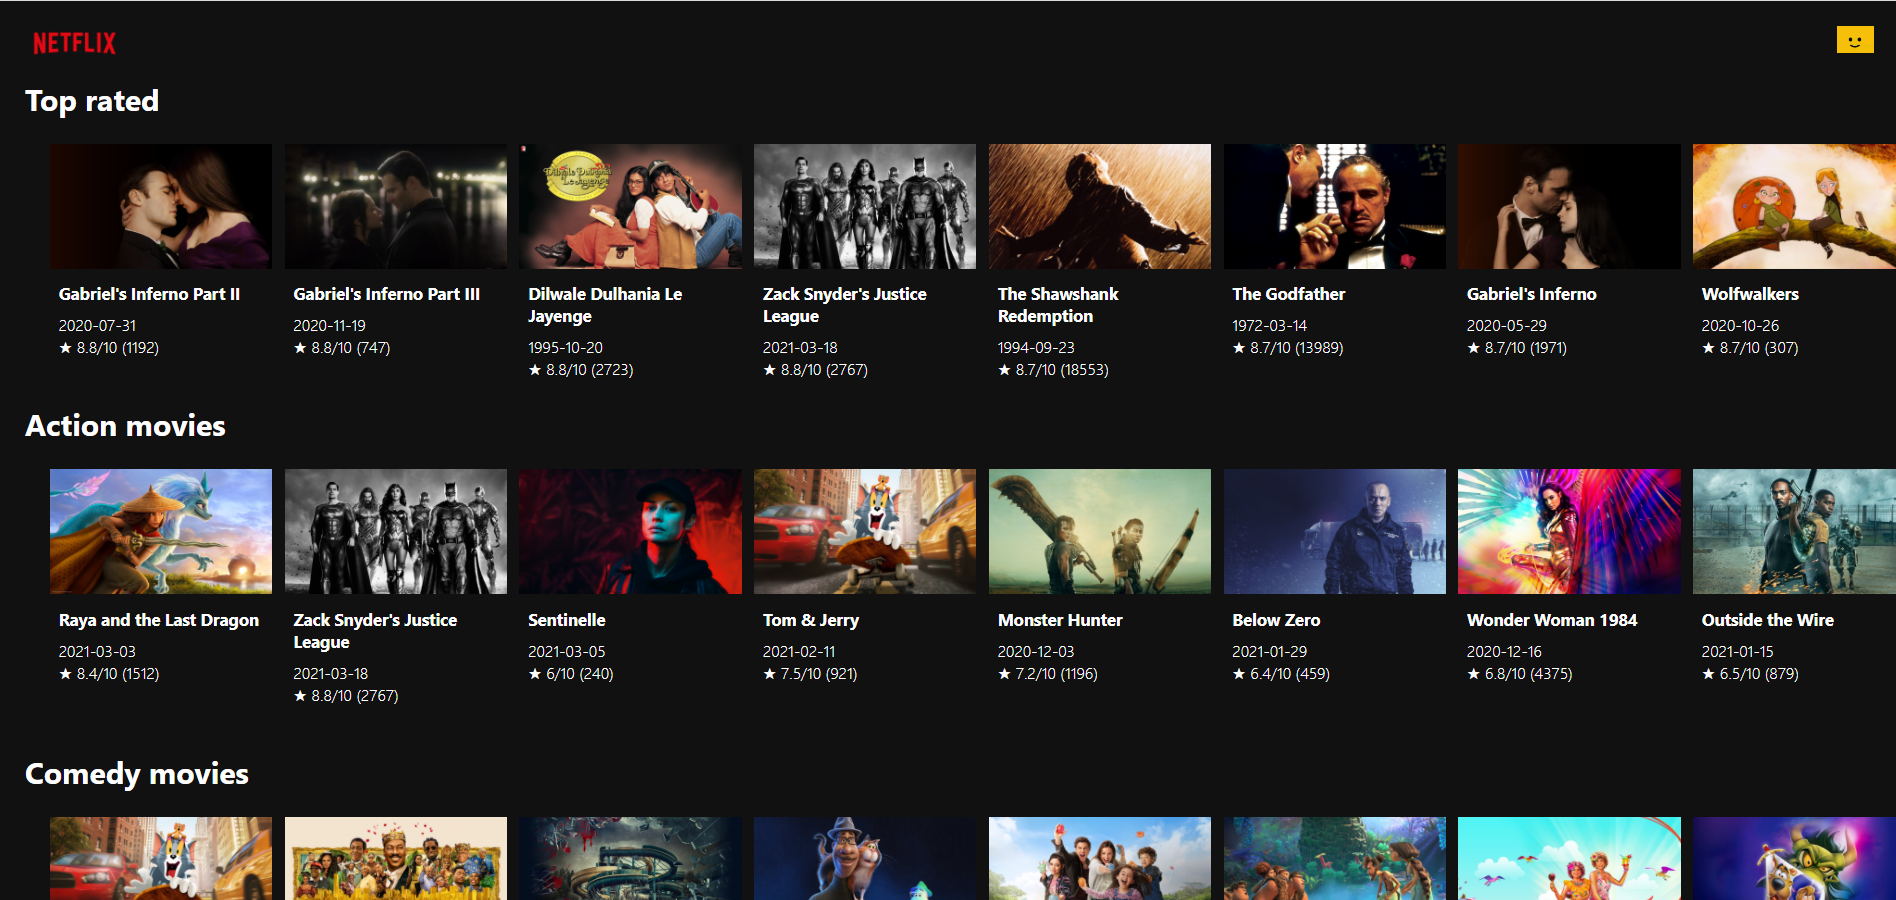 NETFLIX
Top rated
Dilwale Dulhania
Le Jayenge
Gabriel's Inferno Part II
2020-07-31
★ 8.8/10 (1192)
Gabriel's Inferno Part III
2020-11-19
★ 8.8/10 (747)
Dilwale Dulhania Le
Jayenge
1995-10-20
★ 8.8/10 (2723)
Zack Snyder's Justice
League
2021-03-18
★ 8.8/10 (2767)
The Shawshank
Redemption
1994-09-23
★ 8.7/10 (18553)
The Godfather
1972-03-14
★ 8.7/10 (13989)
Gabriel's Inferno
2020-05-29
★ 8.7/10 (1971)
Wolfwalkers
2020-10-26
★ 8.7/10 (307)
Action movies
Raya and the Last Dragon
2021-03-03
★ 8.4/10 (1512)
Zack Snyder's Justice
League
2021-03-18
★ 8.8/10 (2767)
Sentinelle
2021-03-05
★ 6/10 (240)
Tom & Jerry
2021-02-11
★ 7.5/10 (921)
Monster Hunter
2020-12-03
★ 7.2/10 (1196)
Below Zero
2021-01-29
★ 6.4/10 (459)
Wonder Woman 1984
2020-12-16
★ 6.8/10 (4375)
Outside the Wire
2021-01-15
★ 6.5/10 (879)
Comedy movies